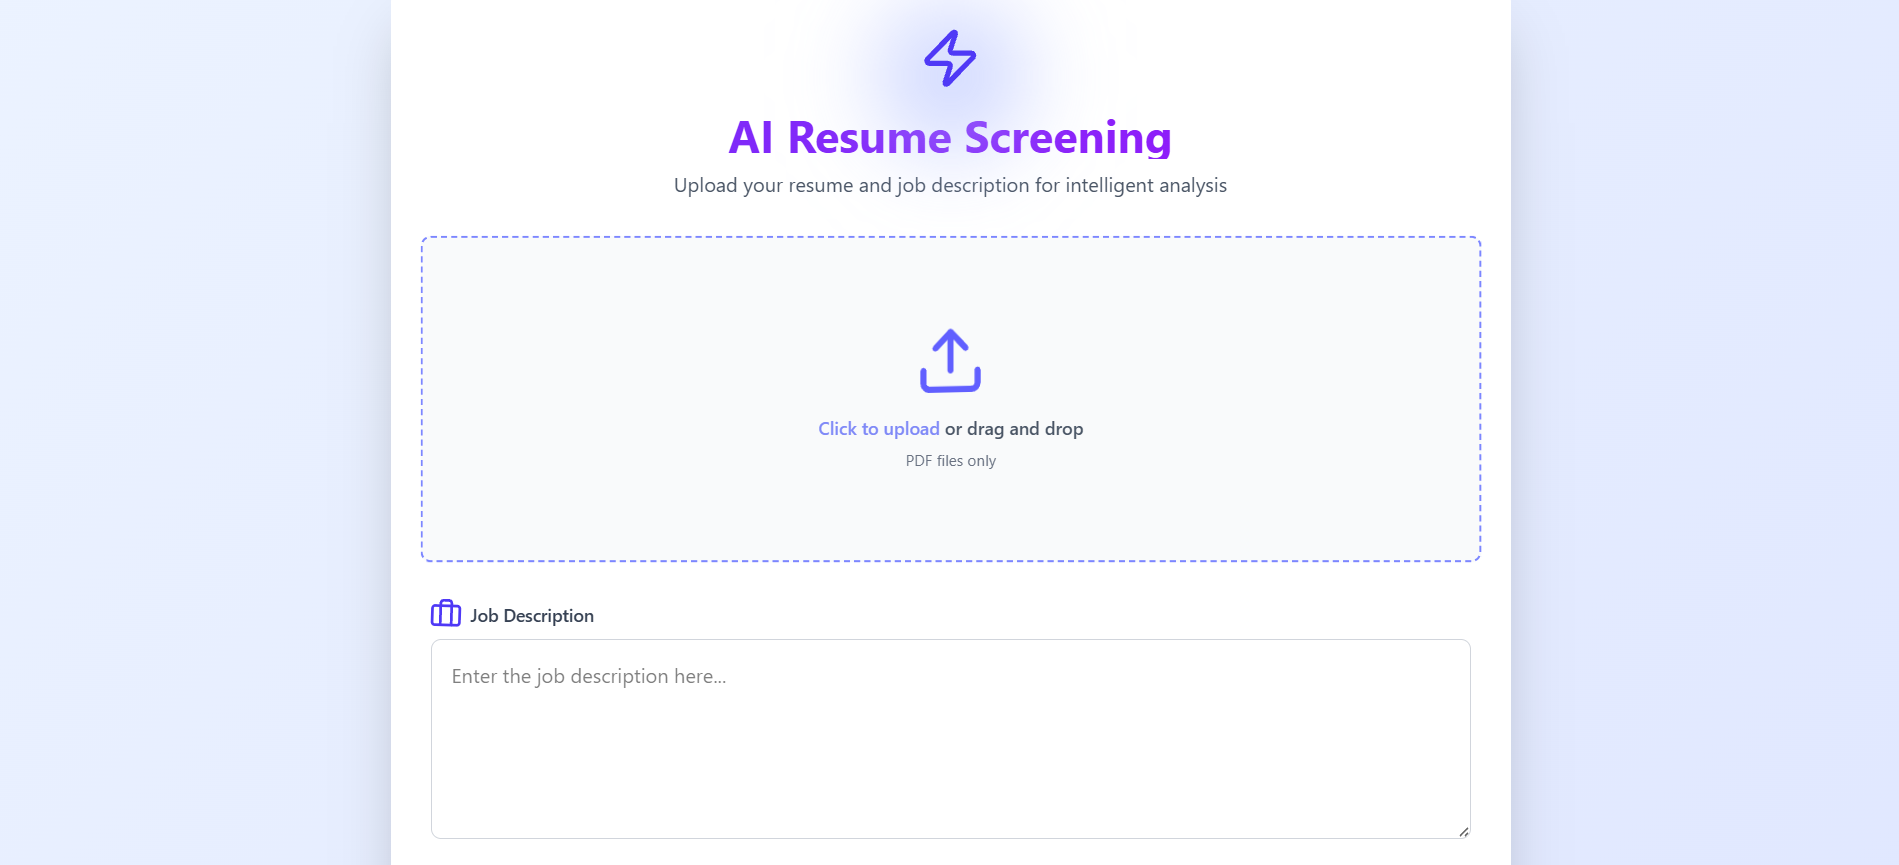 AI Resume Screening
Upload your resume and job description for intelligent analysis
Click to upload or drag and drop
PDF files only
Job Description
Enter the job description here...